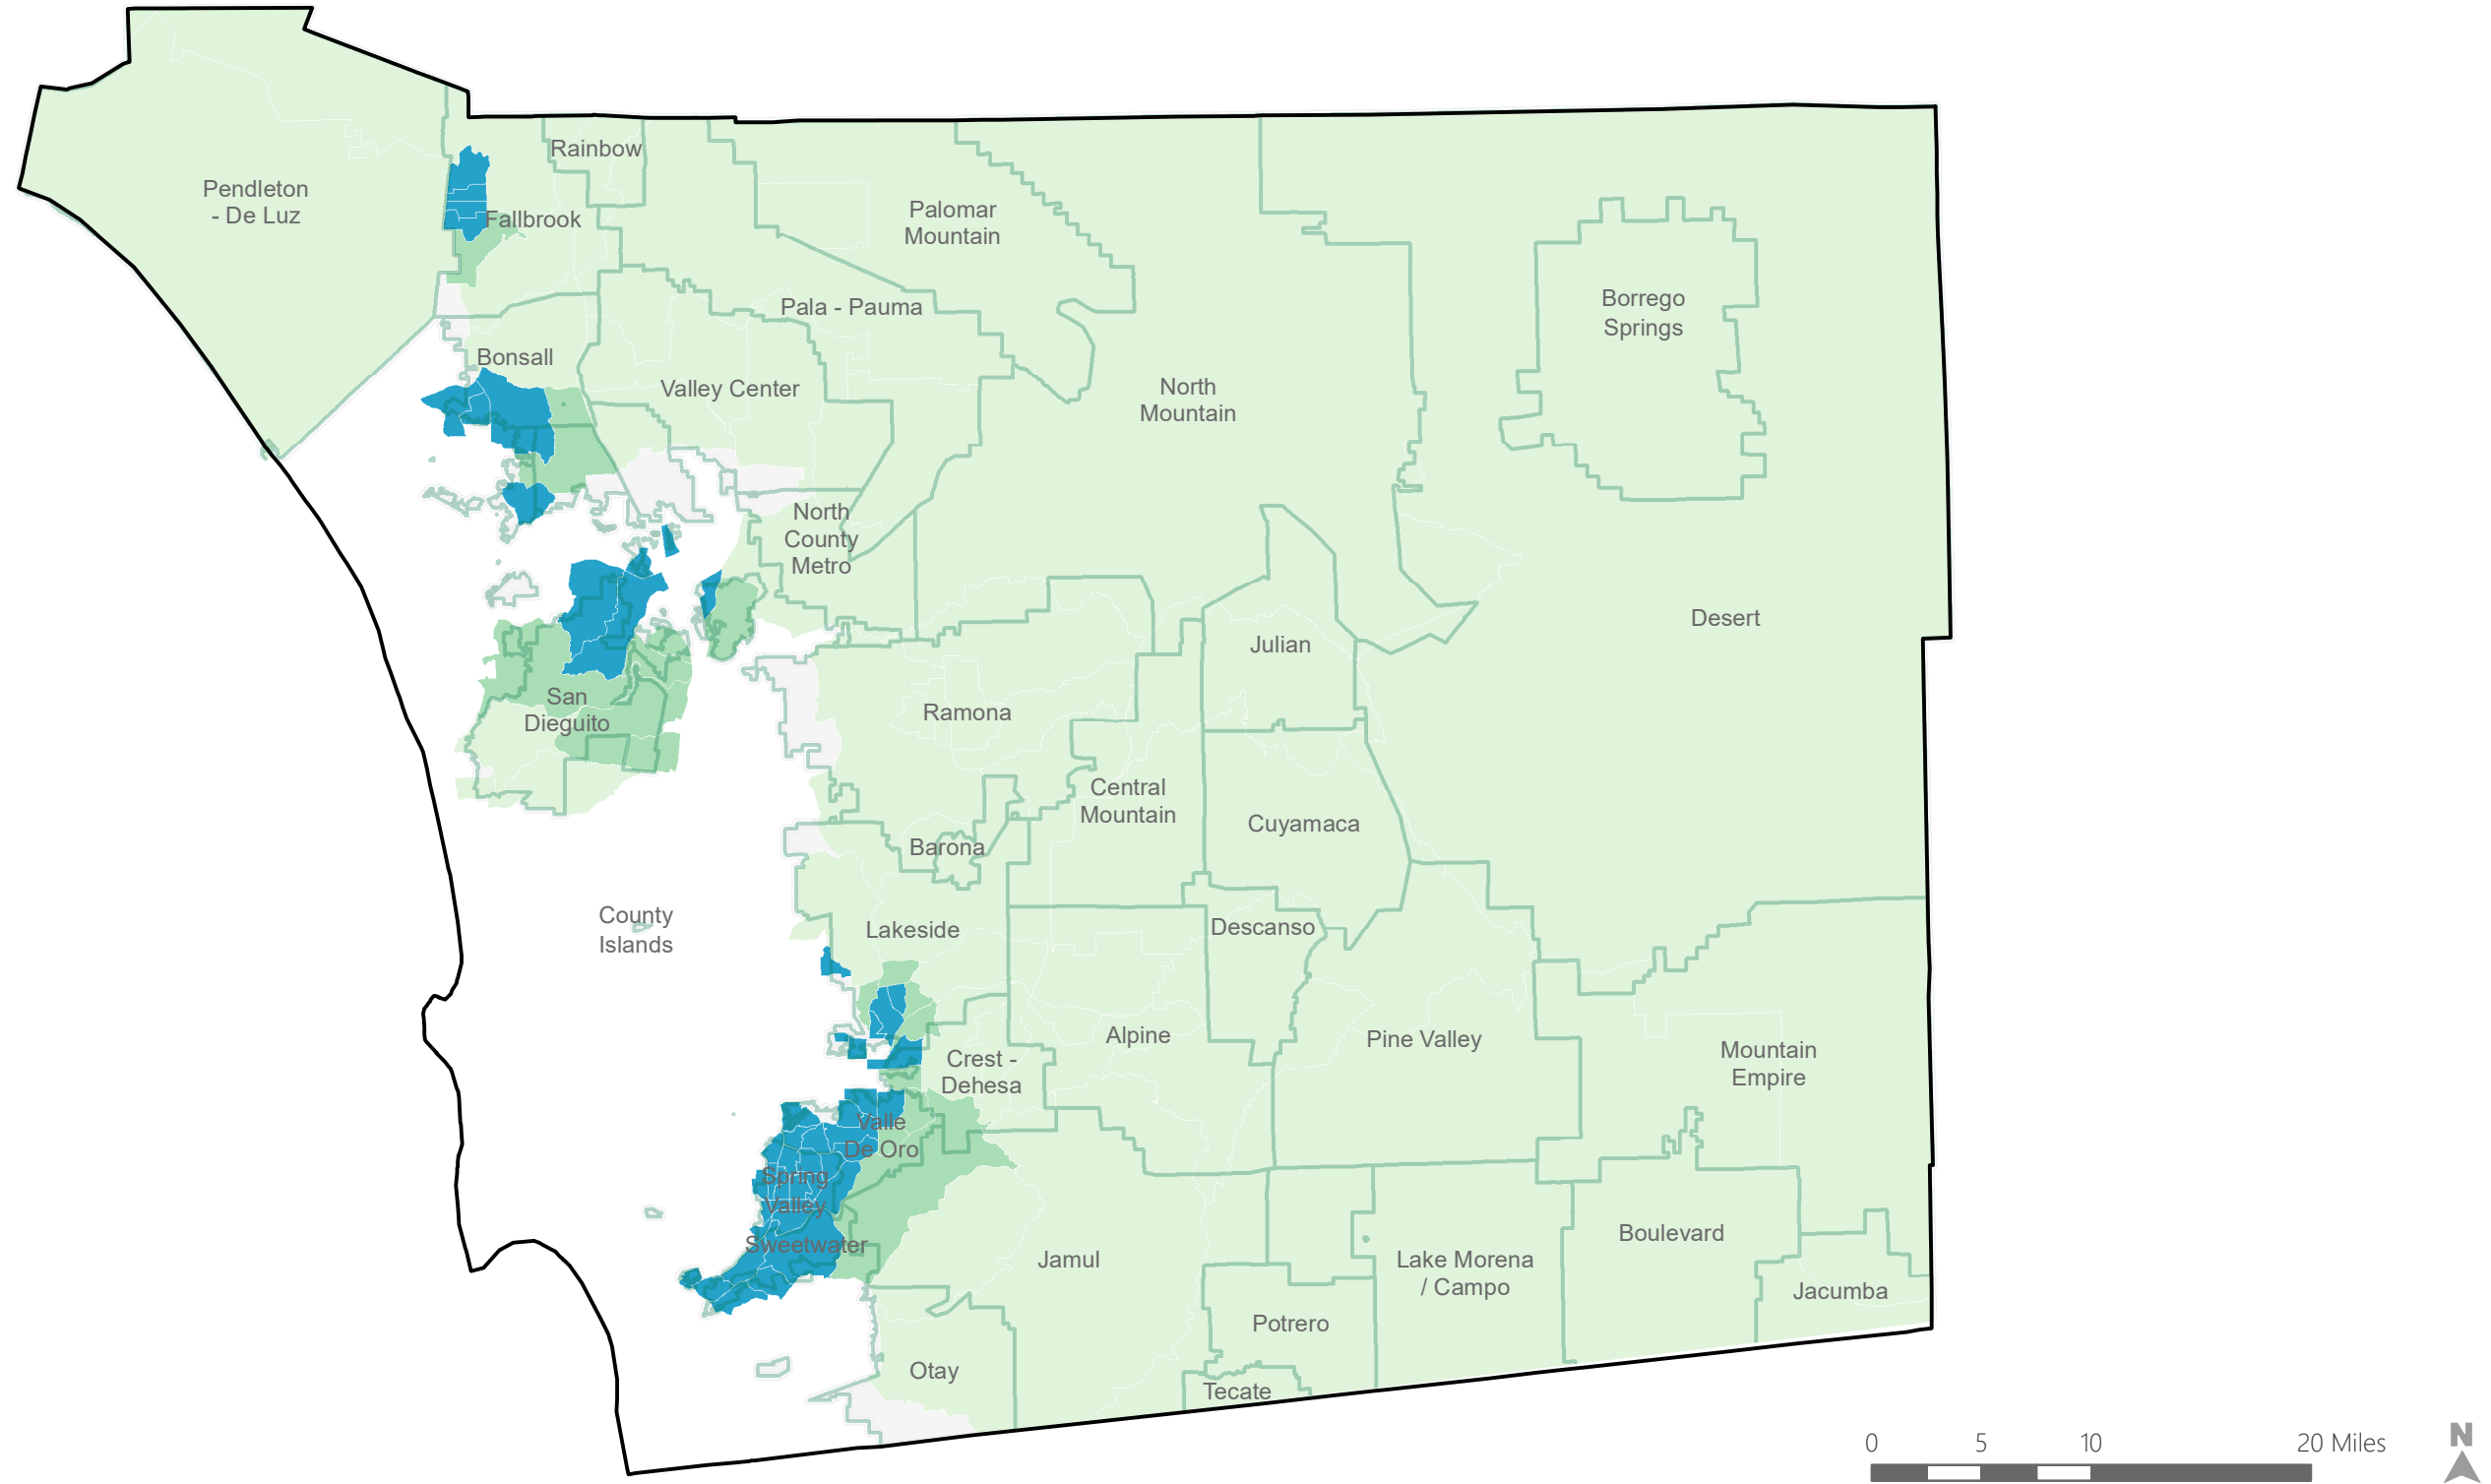 Rainbow
Pendleton
- De Luz
Fallbrook
Palomar
Mountain
Pala - Pauma
Borrego
Springs
Bonsall
Valley Center
North
Mountain
North
County
Metro
Desert
Julian
San
Dieguito
Ramona
Central
Mountain
Cuyamaca
Barona
County
Islands
Lakeside
Descanso
Alpine
Pine Valley
Crest -
Dehesa
Mountain
Empire
Valle
De Oro
Spring
Valley
Sweetwater
Jamul
Lake Morena
/ Campo
Boulevard
Jacumba
Potrero
Otay
Tecate
0 5 10 20 Miles
N